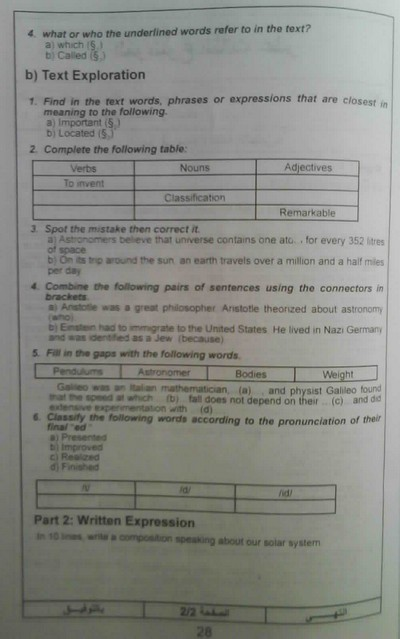 4. what or who the underlined words refer to in the text?
a) which (§ )
b) Called (§ )
b) Text Exploration
1. Find in the text words, phrases or expressions that are closest in
meaning to the following.
a) Important (§ )
b) Located (§ )
2. Complete the following table:
Verbs Nouns Adjectives
To invent
Classification
Remarkable
3. Spot the mistake then correct it.
a) Astronomers believe that universe contains one ato.. . for every 352 litres
of space.
b) On its trip around the sun, an earth travels over a million and a half miles
per day.
4. Combine the following pairs of sentences using the connectors in
brackets.
a) Aristotle was a great philosopher. Aristotle theorized about astronomy
(who)
b) Einstein had to immigrate to the United States. He lived in Nazi Germany
and was identified as a Jew. (because)
5. Fill in the gaps with the following words.
Pendulums Astronomer Bodies Weight
Galileo was an Italian mathematician,...(a)..., and physist Galileo found
that the speed at which ...(b)... fall does not depend on their ...(c)... and did
extensive experimentation with ...(d)
6. Classify the following words according to the pronunciation of their
final "ed"
a) Presented
b) Improved
c) Realized
d) Finished
/t/ /d/ /id/
Part 2: Written Expression
In 10 lines, write a composition speaking about our solar system
انتهى الصفحة 2/2 بالتوفيق
28